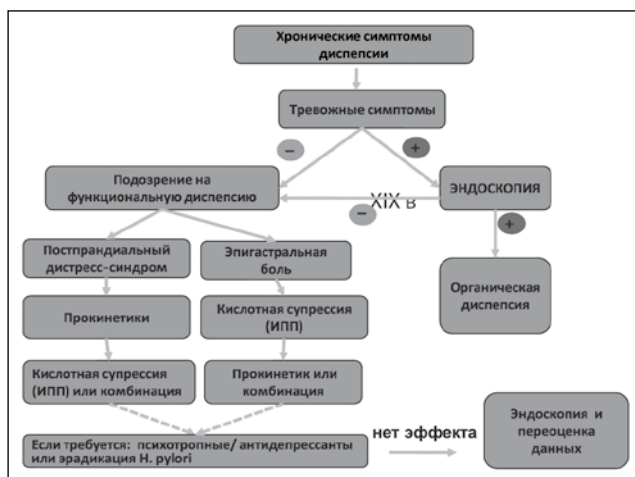 Хронические симптомы
диспепсии
Тревожные симптомы
–
+
Подозрение на
функциональную диспепсию
ЭНДОСКОПИЯ
XIX в
–
+
Постпрандиальный
дистресс-синдром
Эпигастральная
боль
Органическая
диспепсия
Прокинетики
Кислотная супрессия
(ИПП)
Кислотная супрессия
(ИПП) или комбинация
Прокинетик или
комбинация
Если требуется: психотропные/ антидепрессанты
или эрадикация H. pylori
нет эффекта
Эндоскопия и
переоценка
данных